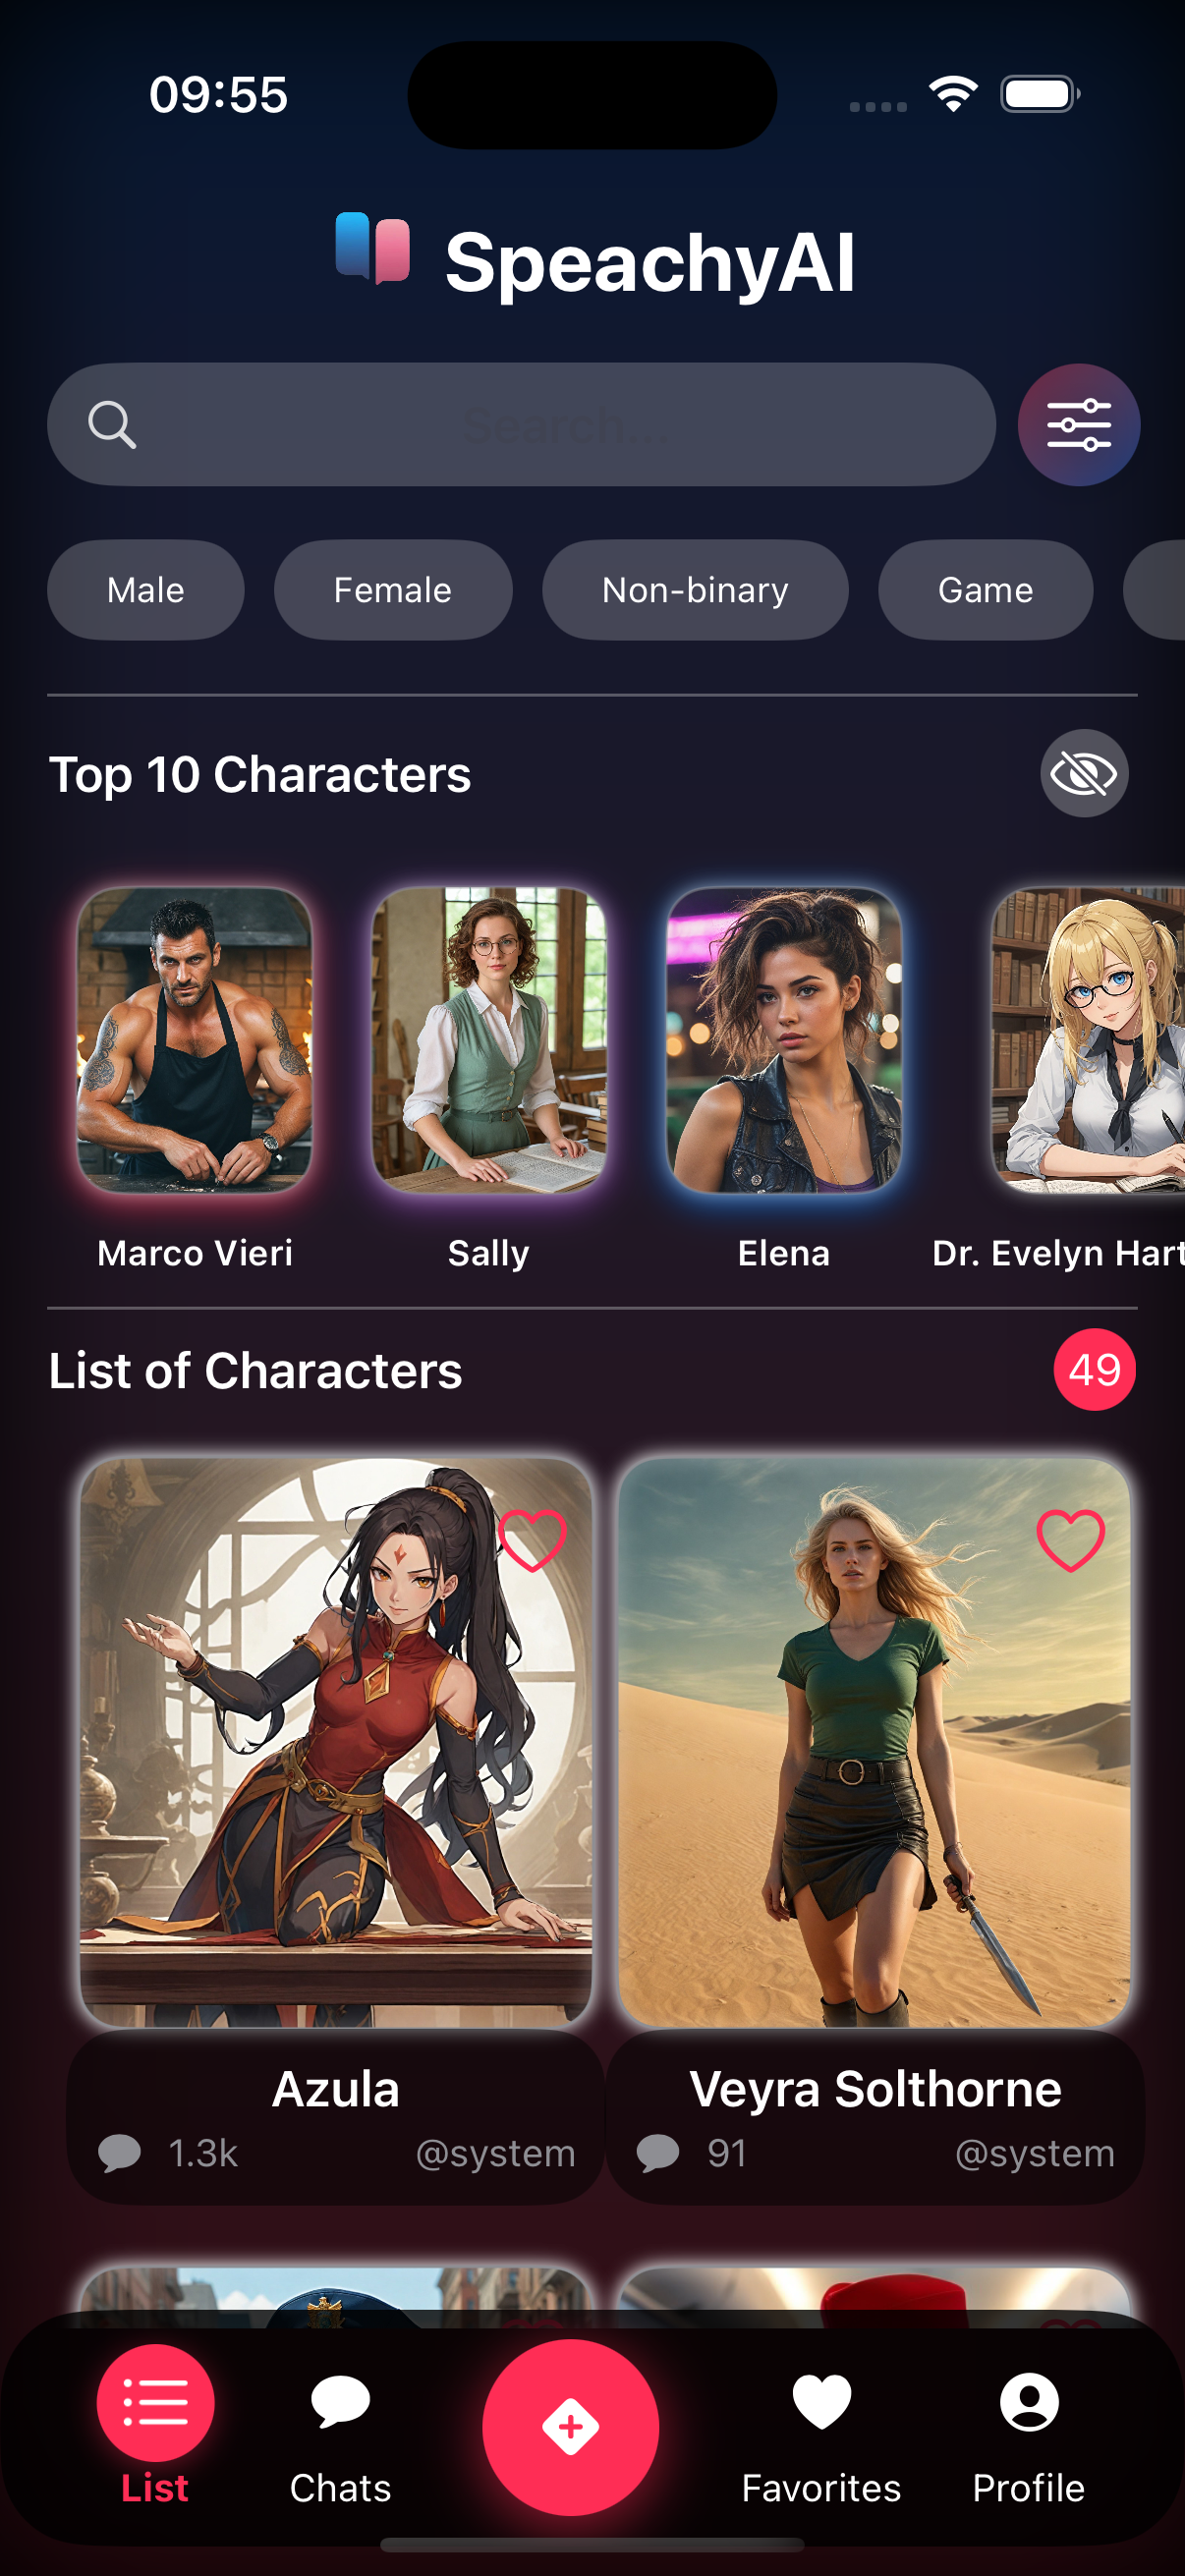 09:55
SpeachyAI
Search...
Male Female Non-binary Game
Top 10 Characters
Marco Vieri Sally Elena Dr. Evelyn Hart
List of Characters
49
Azula Veyra Solthorne
1.3k @system 91 @system
List Chats Favorites Profile